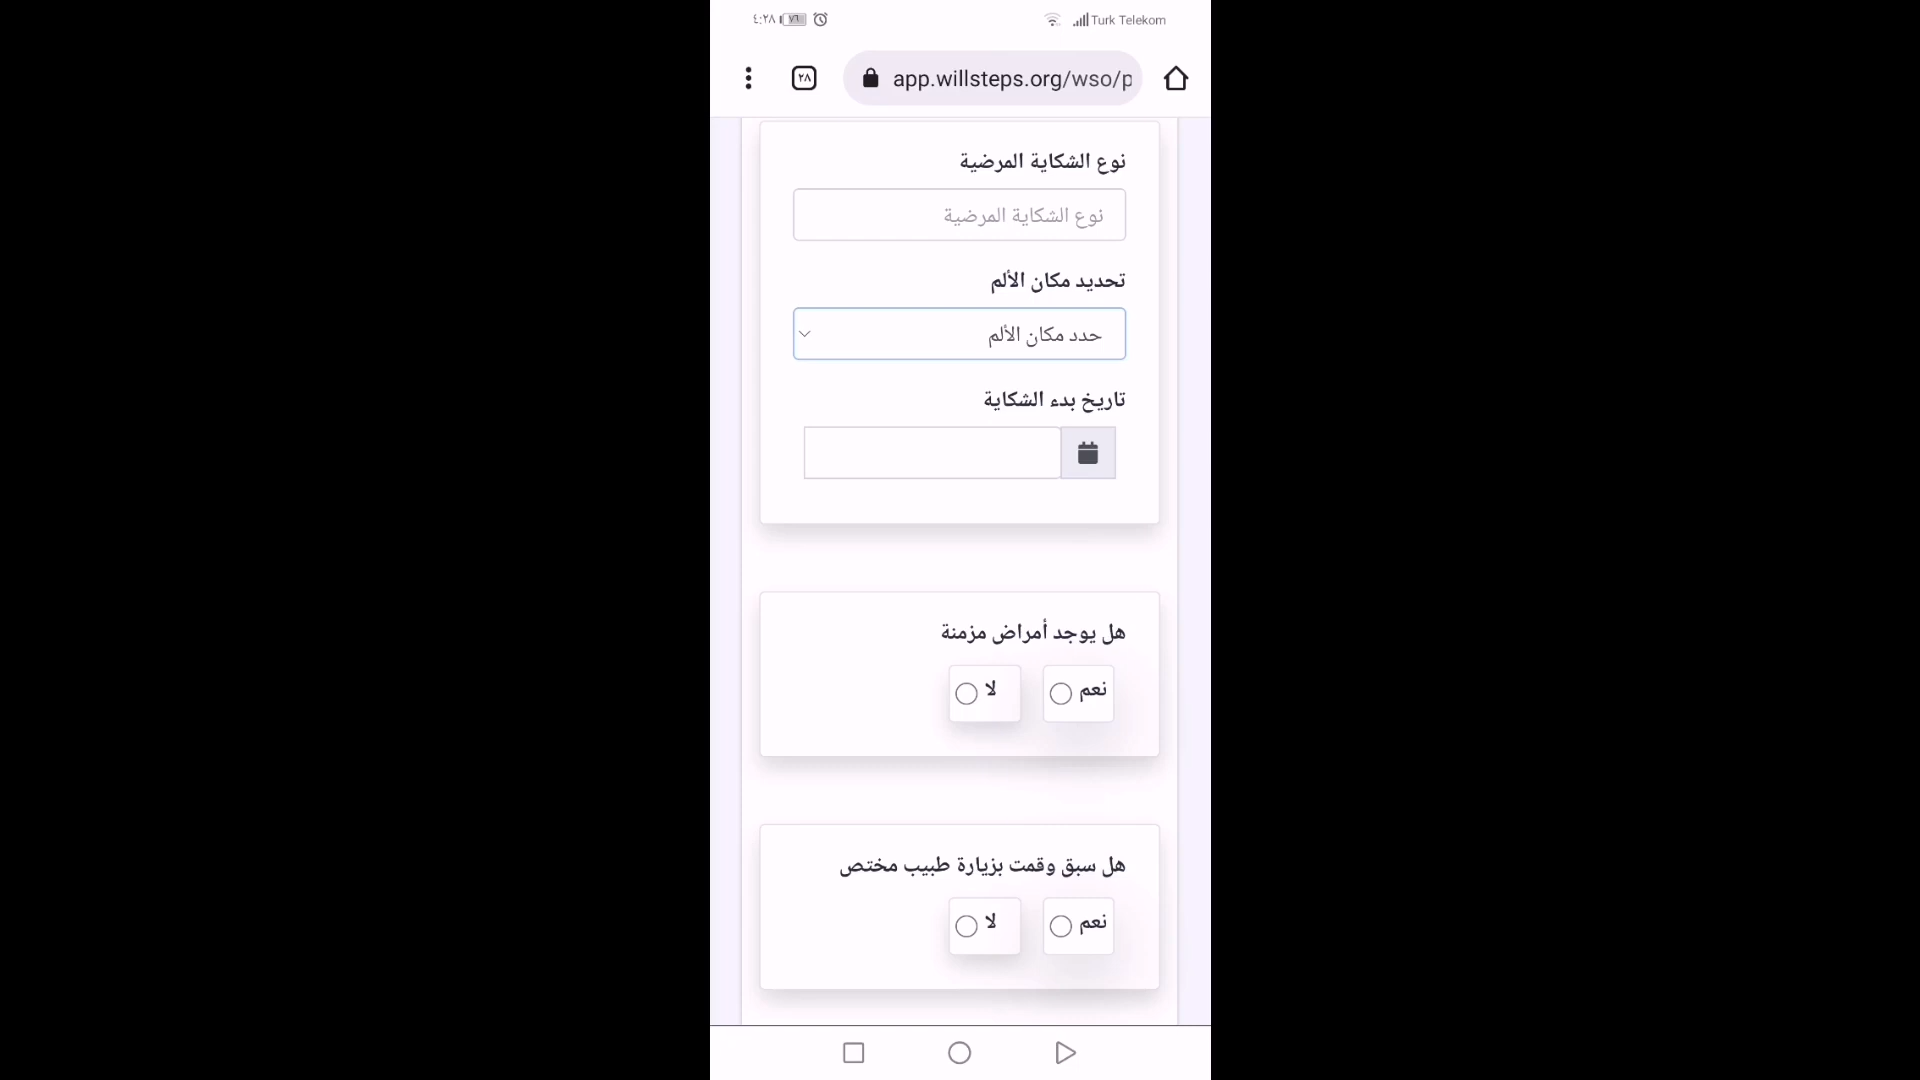 ٤:٢٨ ٧٦ Turk Telekom
٢٨ app.willsteps.org/wso/p
نوع الشكاية المرضية
نوع الشكاية المرضية
تحديد مكان الألم
حدد مكان الألم
تاريخ بدء الشكاية
هل يوجد أمراض مزمنة
نعم لا
هل سبق وقمت بزيارة طبيب مختص
نعم لا